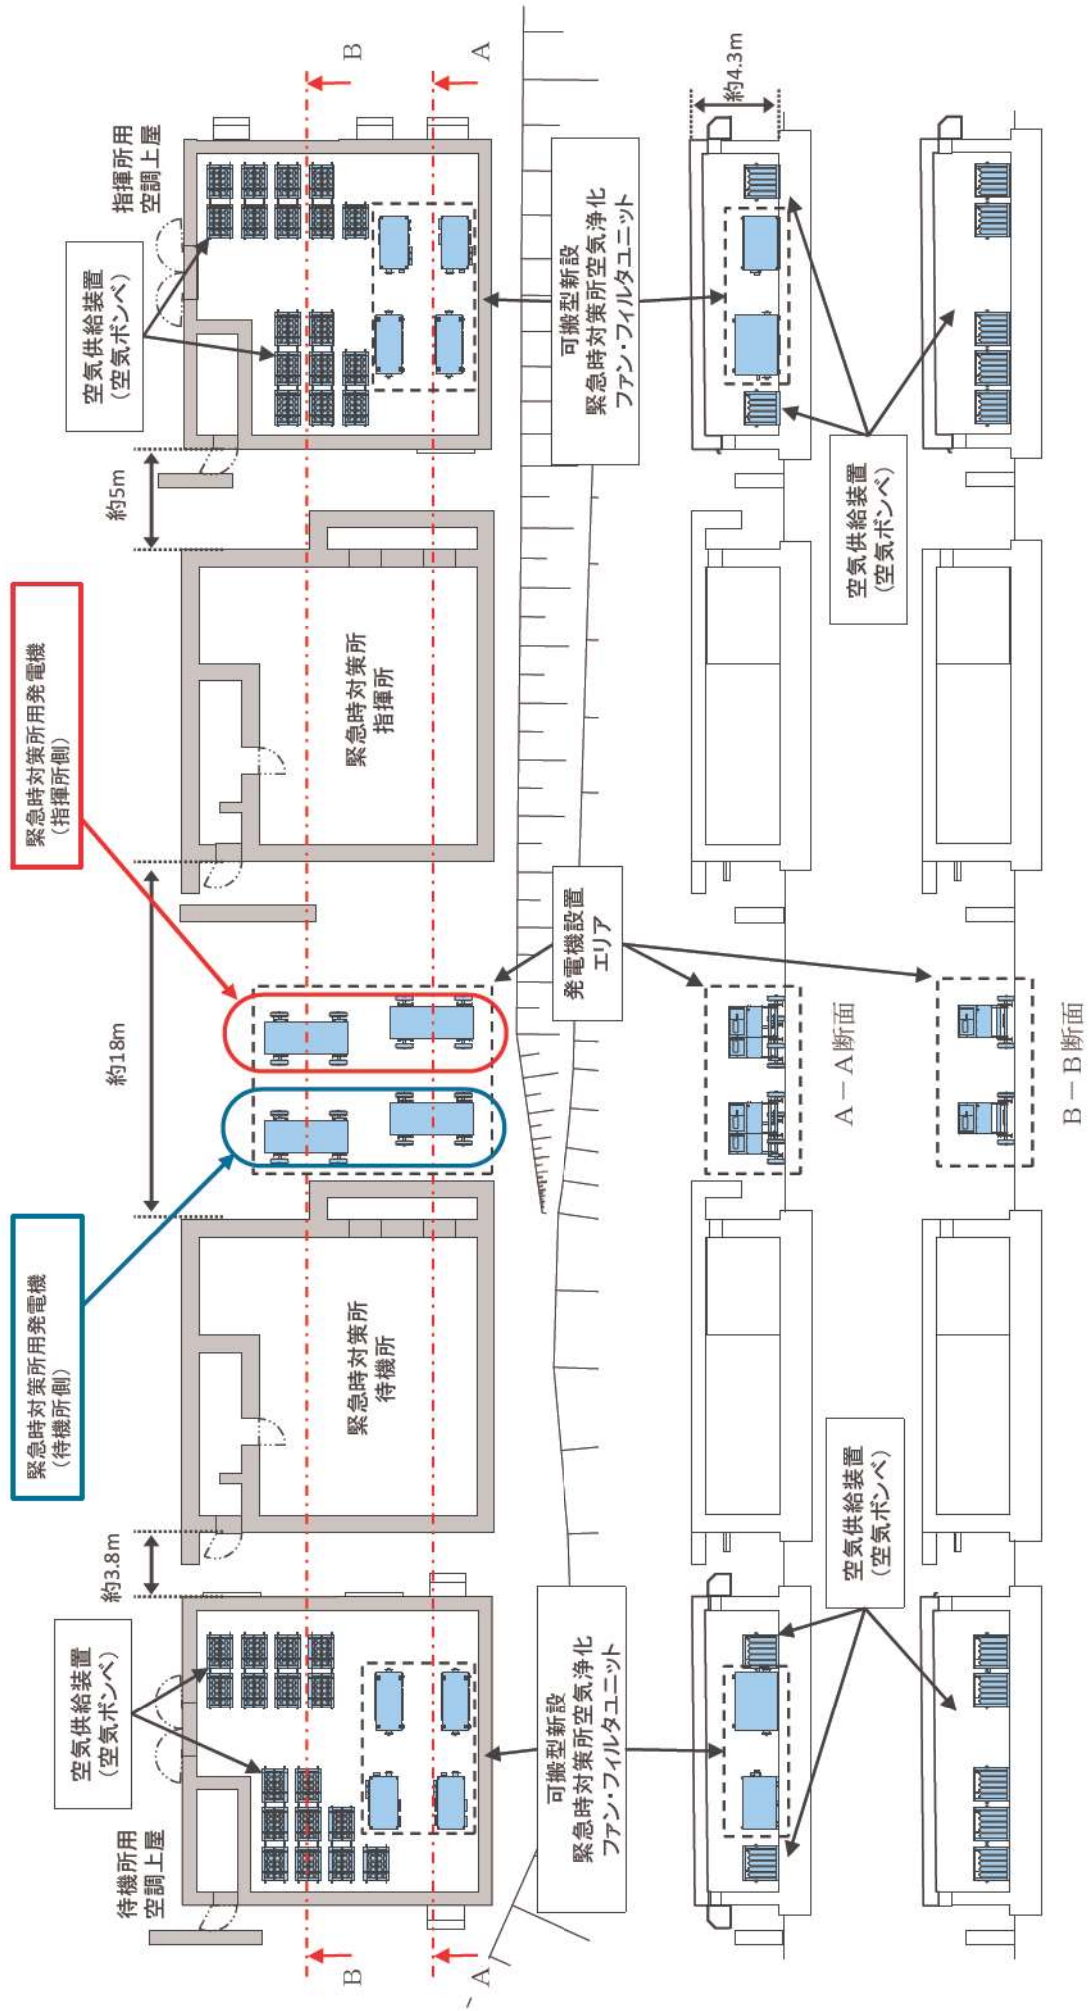 緊急時対策所用発電機
（待機所側）
緊急時対策所用発電機
（指揮所側）
待機所用
空調上屋
空気供給装置
（空気ボンベ）
約3.8m
約18m
約5m
空気供給装置
（空気ボンベ）
指揮所用
空調上屋
緊急時対策所
待機所
緊急時対策所
指揮所
B
B
A
A
可搬型新設
緊急時対策所空気浄化
ファン・フィルタユニット
発電機設置
エリア
可搬型新設
緊急時対策所空気浄化
ファン・フィルタユニット
約4.3m
A－A断面
空気供給装置
（空気ボンベ）
空気供給装置
（空気ボンベ）
B－B断面